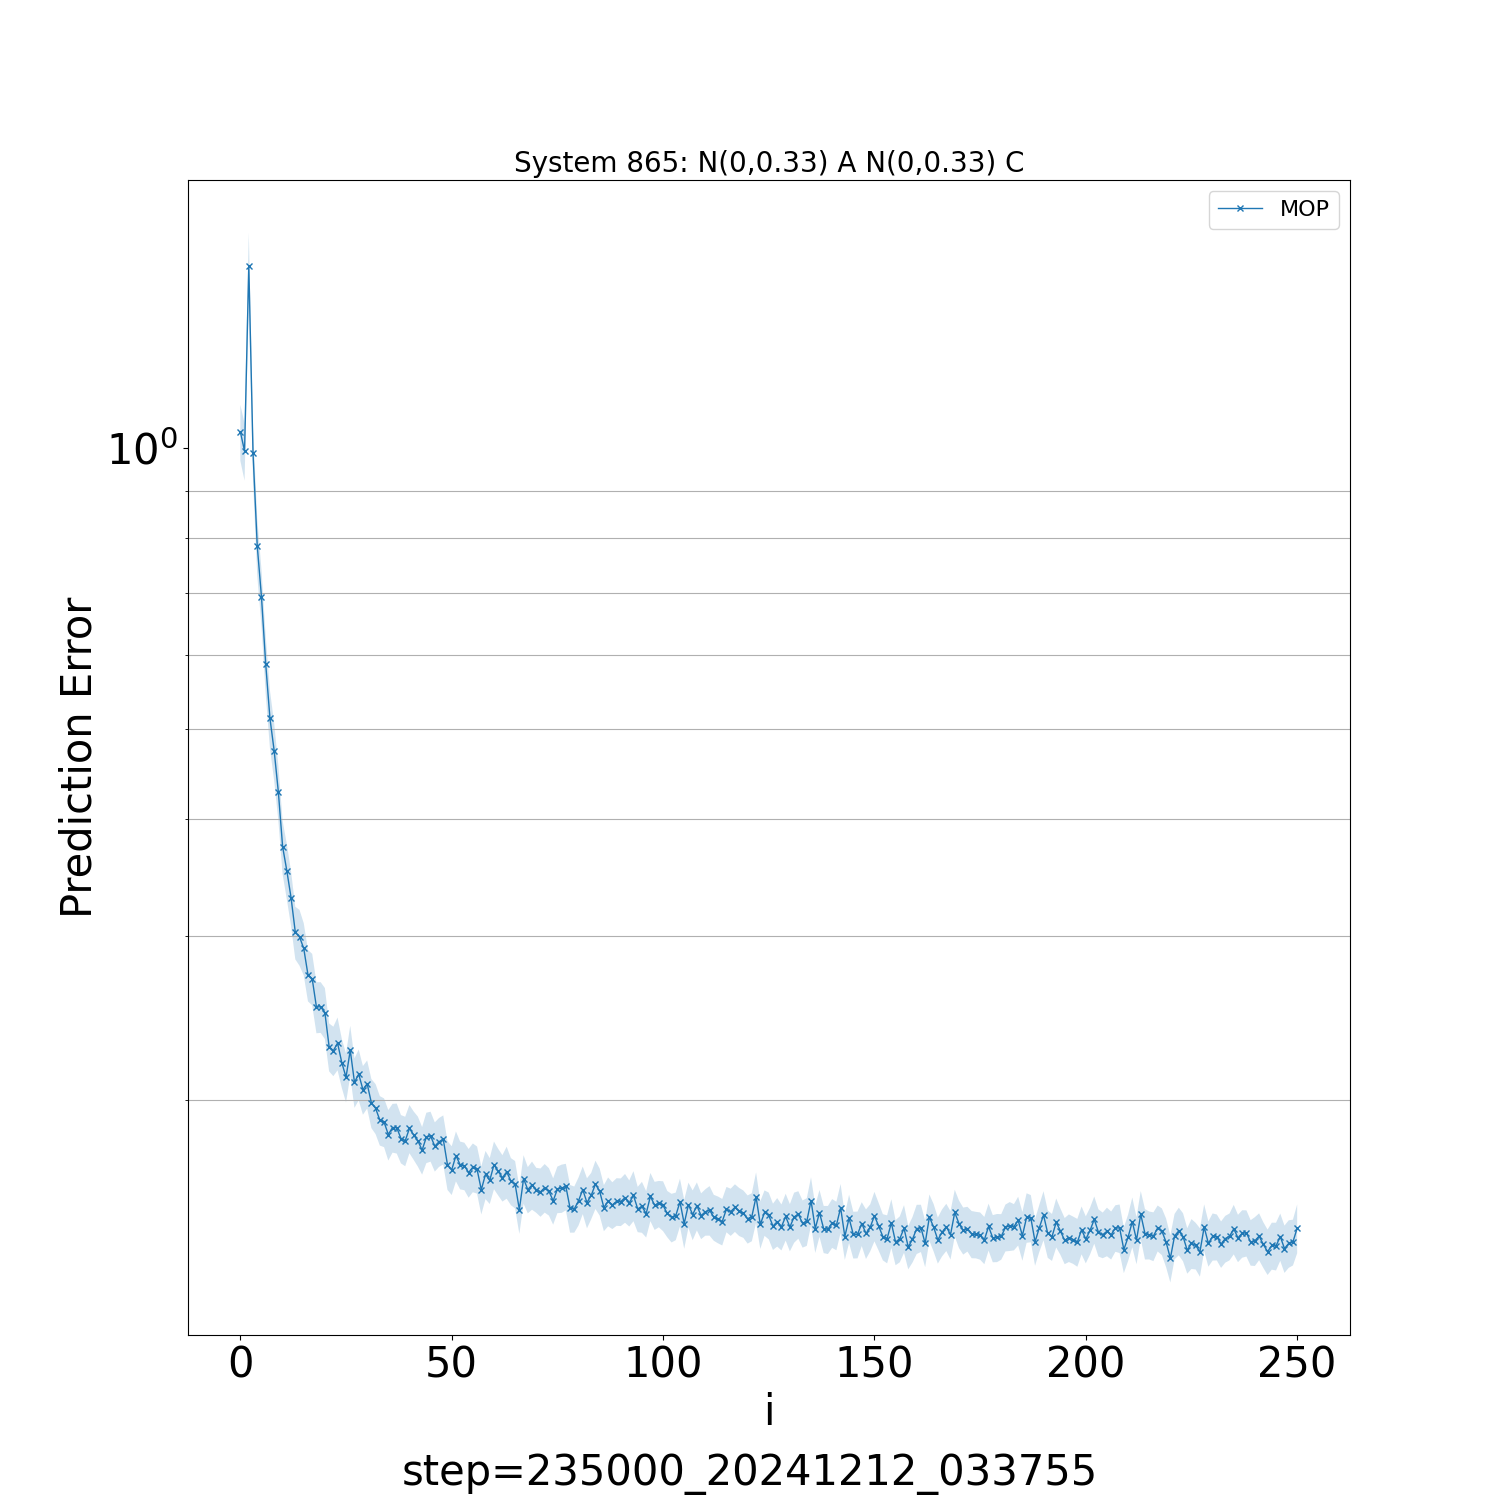 System 865: N(0,0.33) A N(0,0.33) C
MOP
10⁰
Prediction Error
0 50 100 150 200 250
i
step=235000_20241212_033755